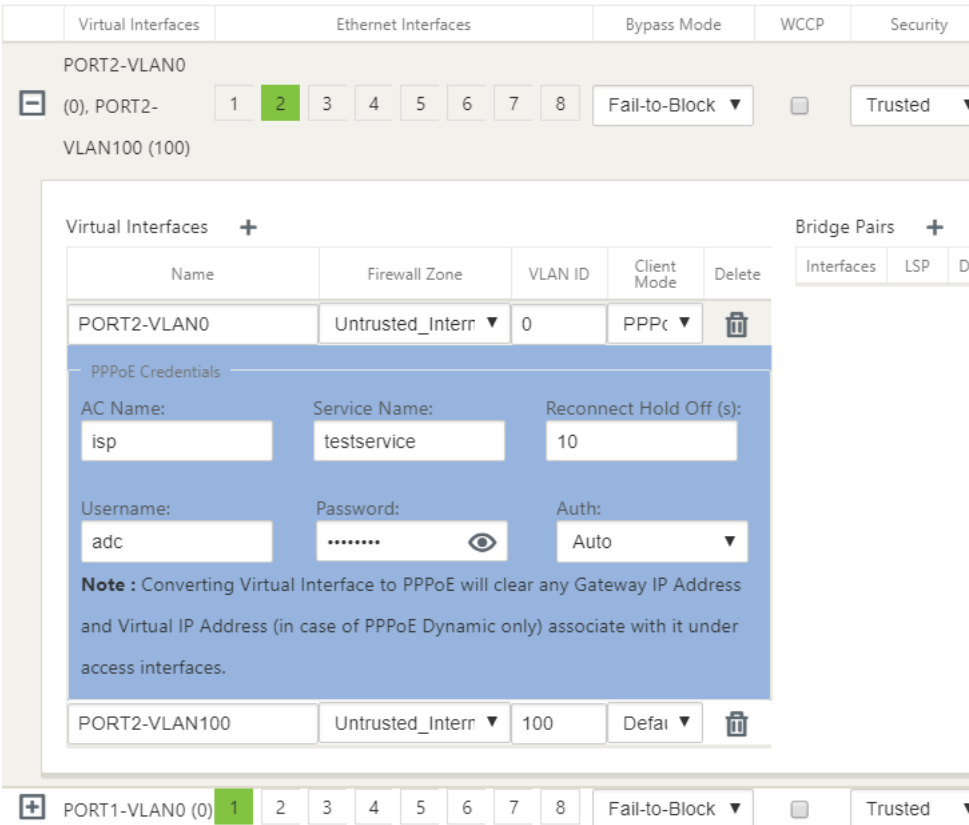 Virtual Interfaces Ethernet Interfaces Bypass Mode WCCP Security
PORT2-VLAN0
(0), PORT2- 1 2 3 4 5 6 7 8 Fail-to-Block ▼ Trusted
VLAN100 (100)
Virtual Interfaces + Bridge Pairs +
Name Firewall Zone VLAN ID Client Mode Delete Interfaces LSP D
PORT2-VLAN0 Untrusted_Intern ▼ 0 PPPo ▼
PPPoE Credentials
AC Name: Service Name: Reconnect Hold Off (s):
isp testservice 10
Username: Password: Auth:
adc •••••••• Auto ▼
Note : Converting Virtual Interface to PPPoE will clear any Gateway IP Address
and Virtual IP Address (in case of PPPoE Dynamic only) associate with it under
access interfaces.
PORT2-VLAN100 Untrusted_Intern ▼ 100 Defau ▼
PORT1-VLAN0 (0) 1 2 3 4 5 6 7 8 Fail-to-Block ▼ Trusted